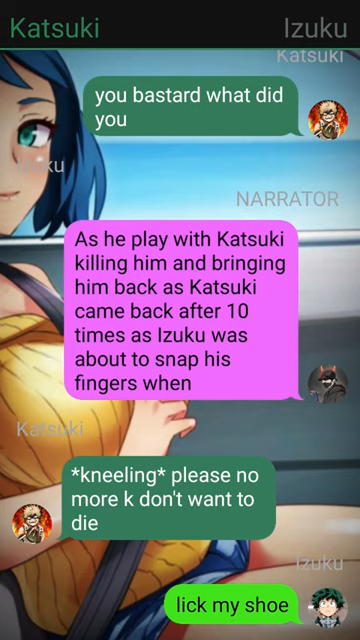 Katsuki
Izuku
Katsuki
you bastard what did
you
NARRATOR
As he play with Katsuki
killing him and bringing
him back as Katsuki
came back after 10
times as Izuku was
about to snap his
fingers when
Katsuki
*kneeling* please no
more k don't want to
die
Izuku
lick my shoe